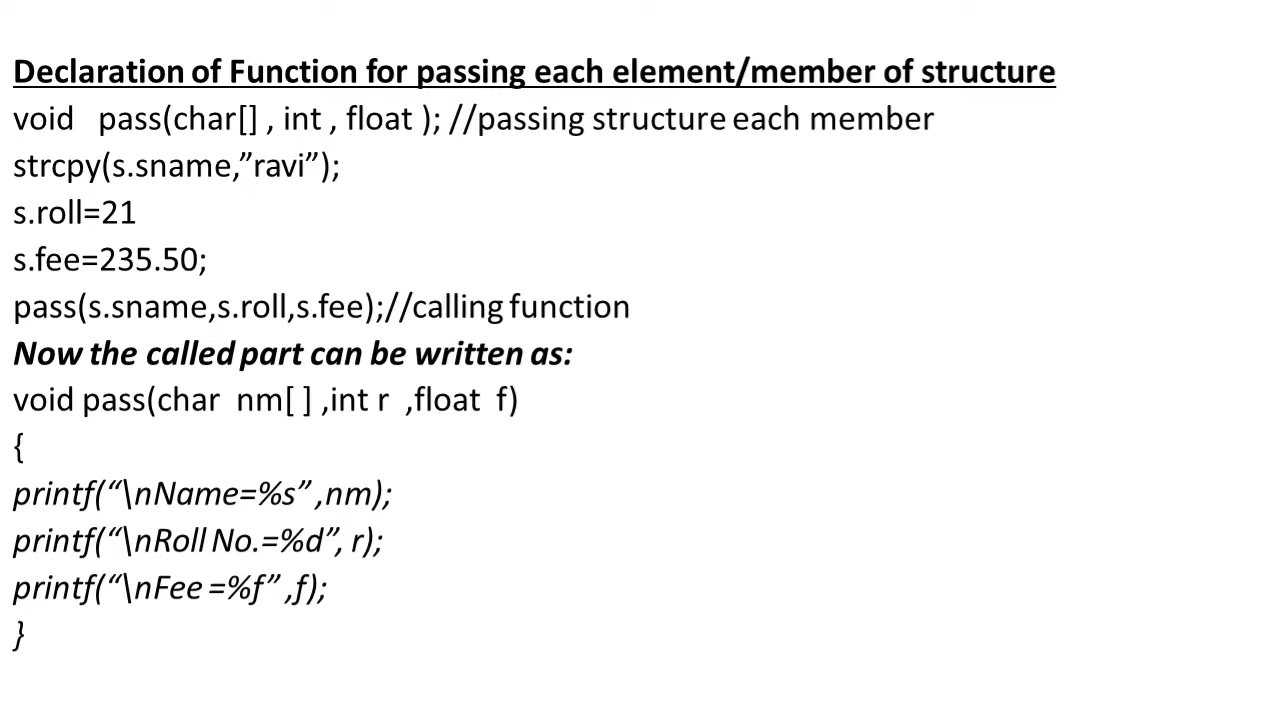 Declaration of Function for passing each element/member of structure
void pass(char[] , int , float ); //passing structure each member
strcpy(s.sname,”ravi”);
s.roll=21
s.fee=235.50;
pass(s.sname,s.roll,s.fee);//calling function
Now the called part can be written as:
void pass(char nm[ ] ,int r ,float f)
{
printf(“\nName=%s” ,nm);
printf(“\nRoll No.=%d”, r);
printf(“\nFee =%f” ,f);
}